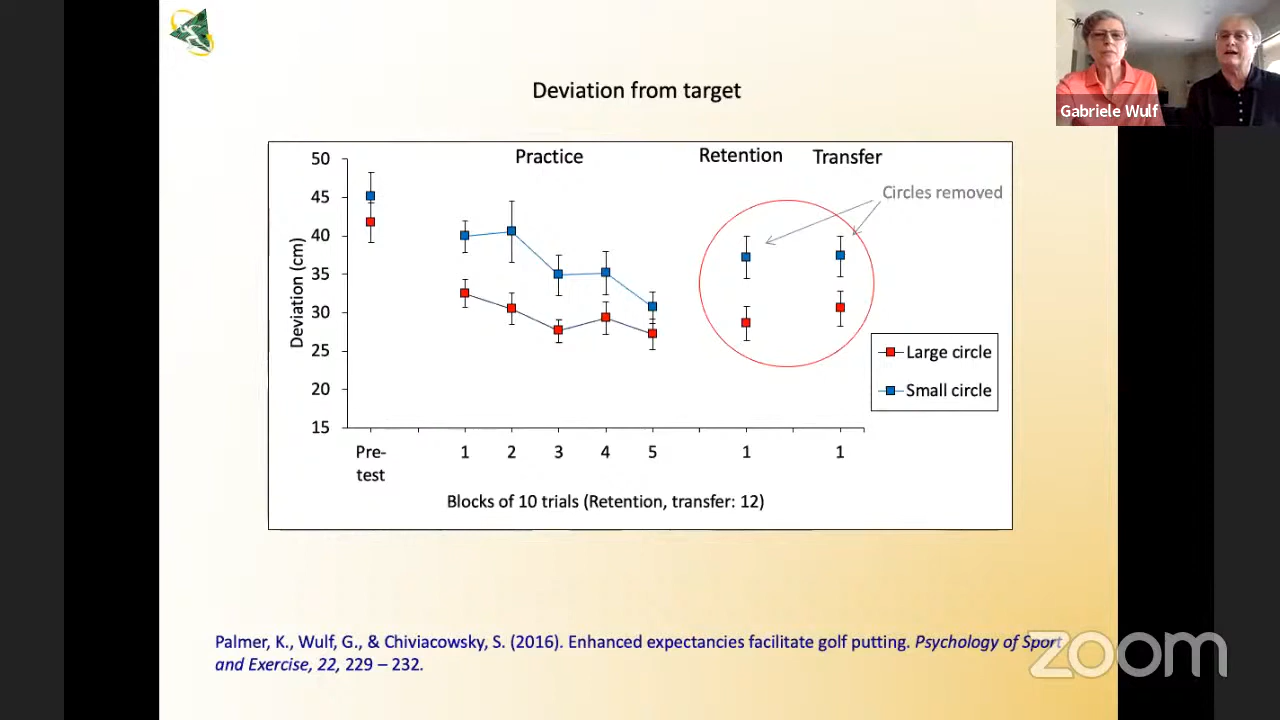 Deviation from target
Gabriele Wulf
Practice
Retention
Transfer
Circles removed
50
45
40
35
30
25
20
15
Deviation (cm)
Large circle
Small circle
Pre-
test
1
2
3
4
5
1
1
Blocks of 10 trials (Retention, transfer: 12)
Palmer, K., Wulf, G., & Chiviacowsky, S. (2016). Enhanced expectancies facilitate golf putting. Psychology of Sport
and Exercise, 22, 229 – 232.
zoom